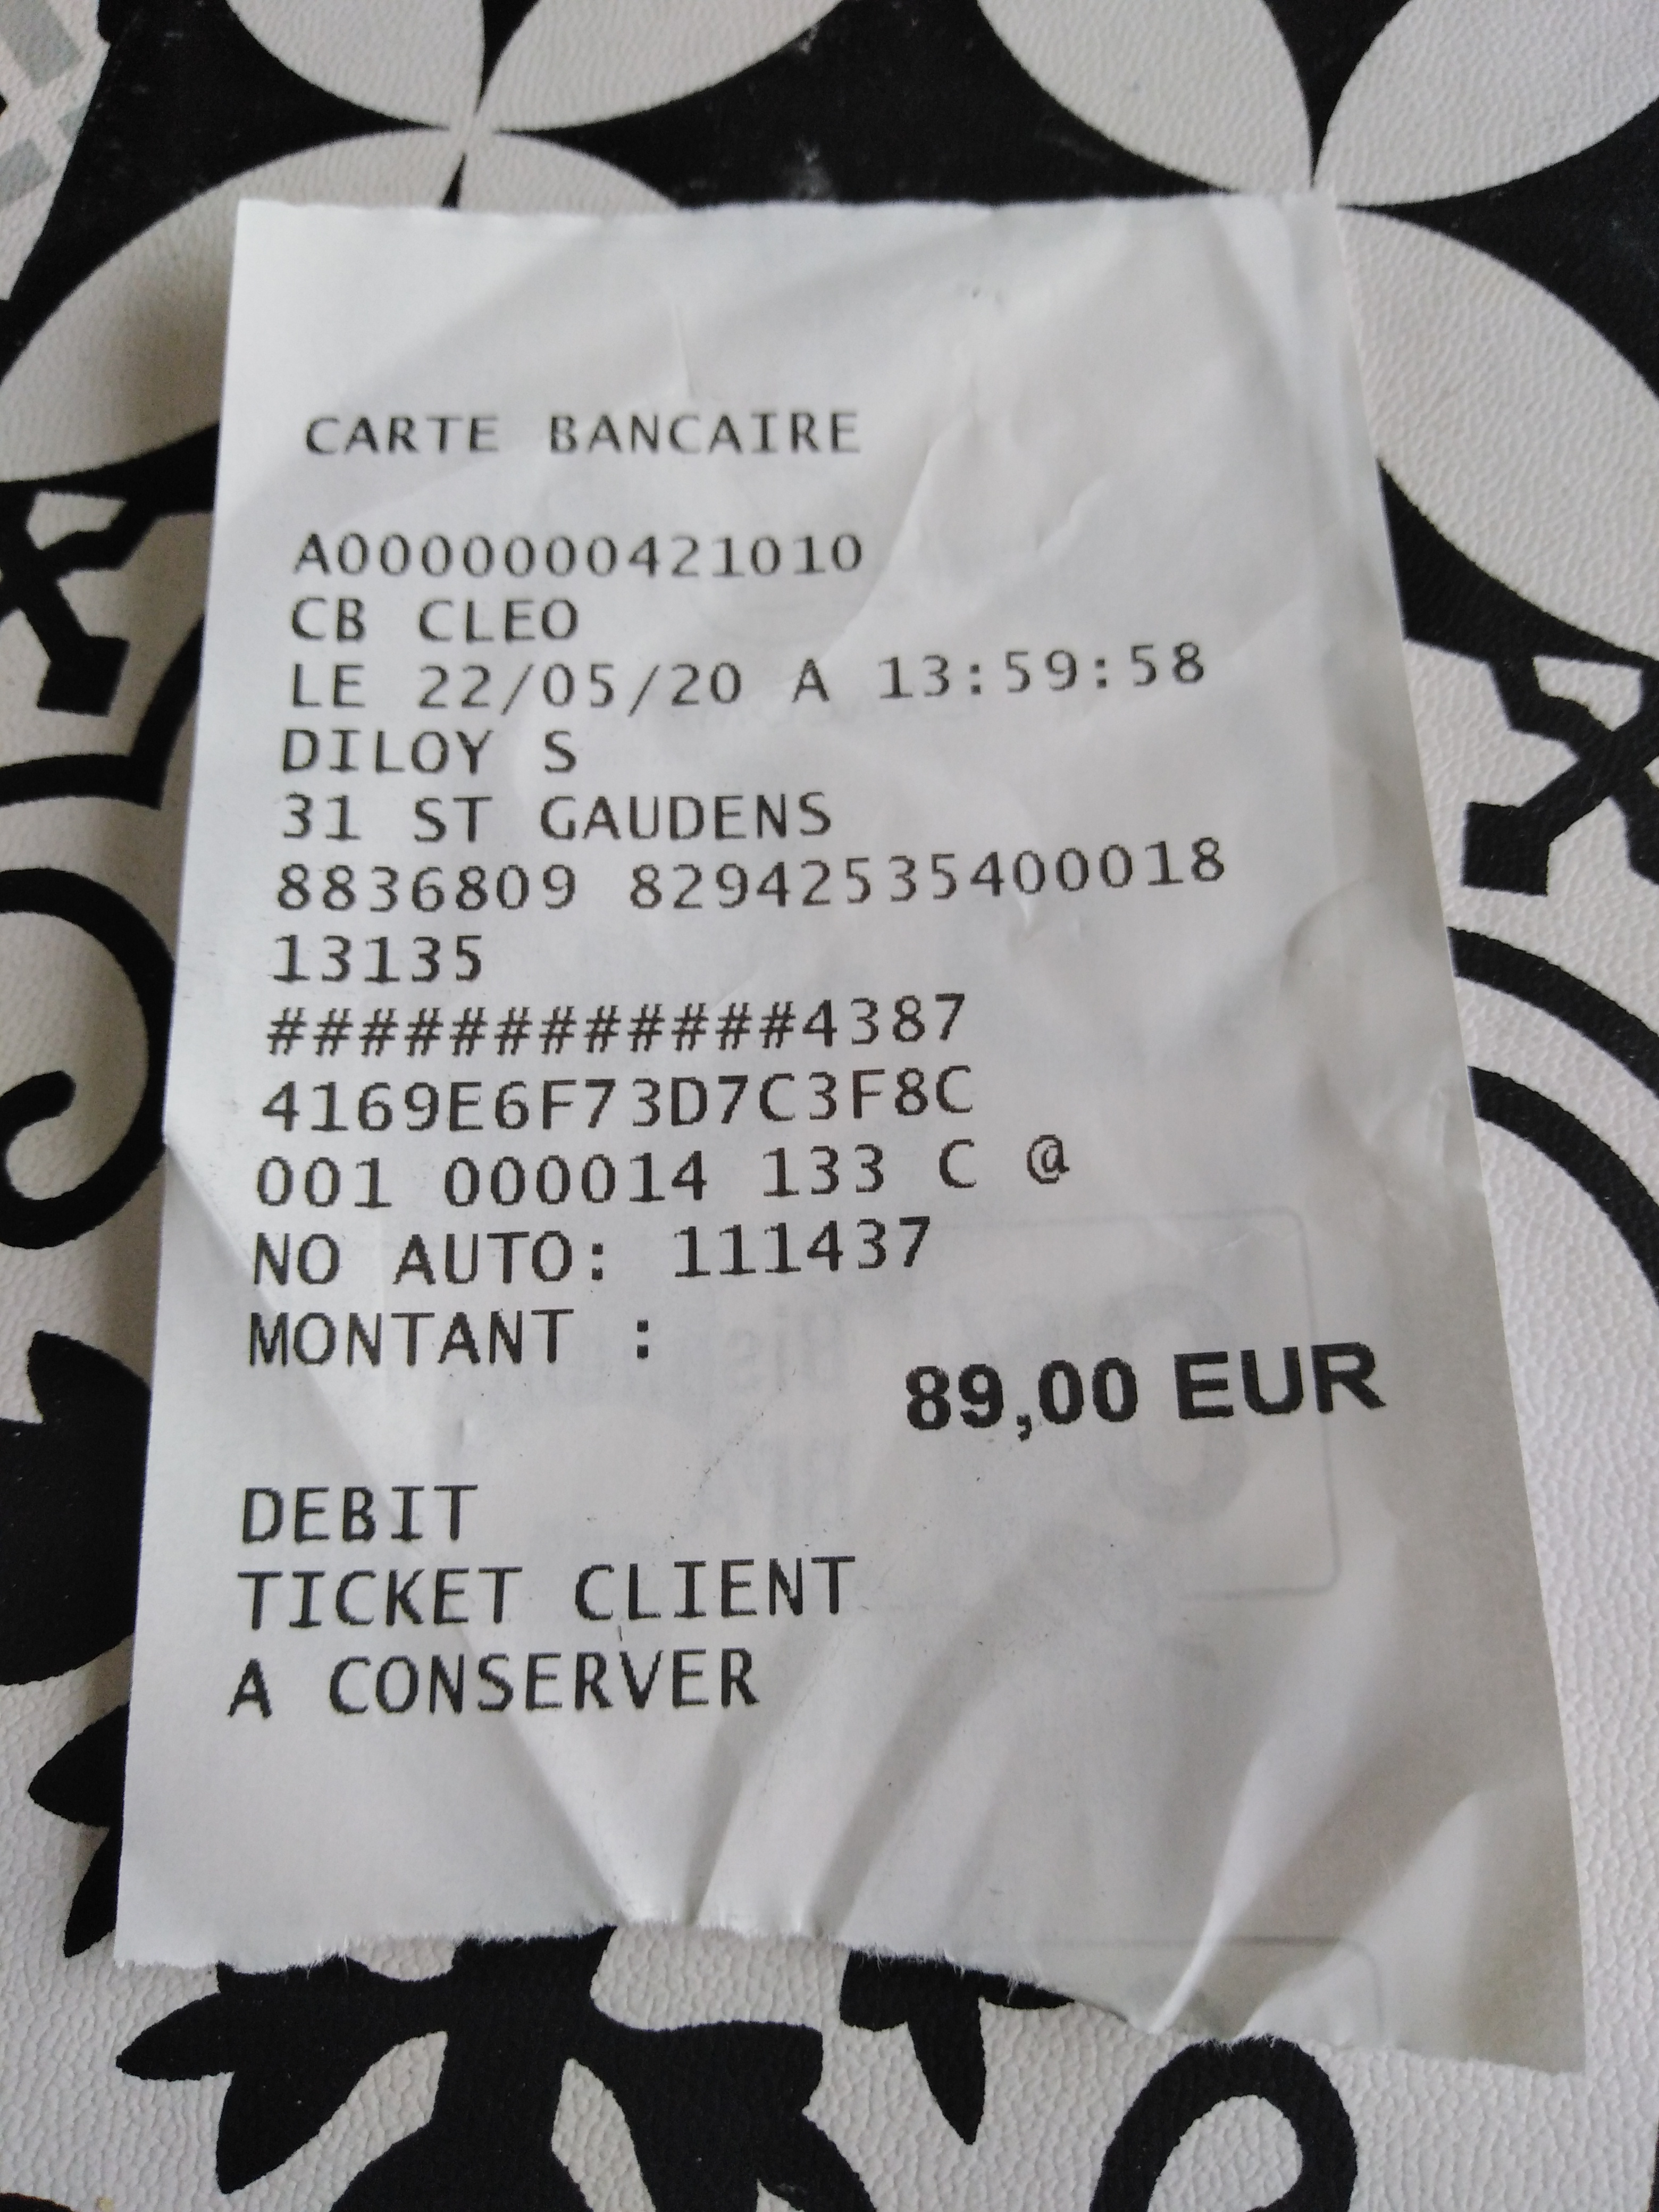 CARTE BANCAIRE
A0000000421010
CB CLEO
LE 22/05/20 A 13:59:58
DILOY S
31 ST GAUDENS
8836809 82942535400018
13135
############4387
4169E6F73D7C3F8C
001 000014 133 C @
NO AUTO: 111437
MONTANT :
89,00 EUR
DEBIT
TICKET CLIENT
A CONSERVER